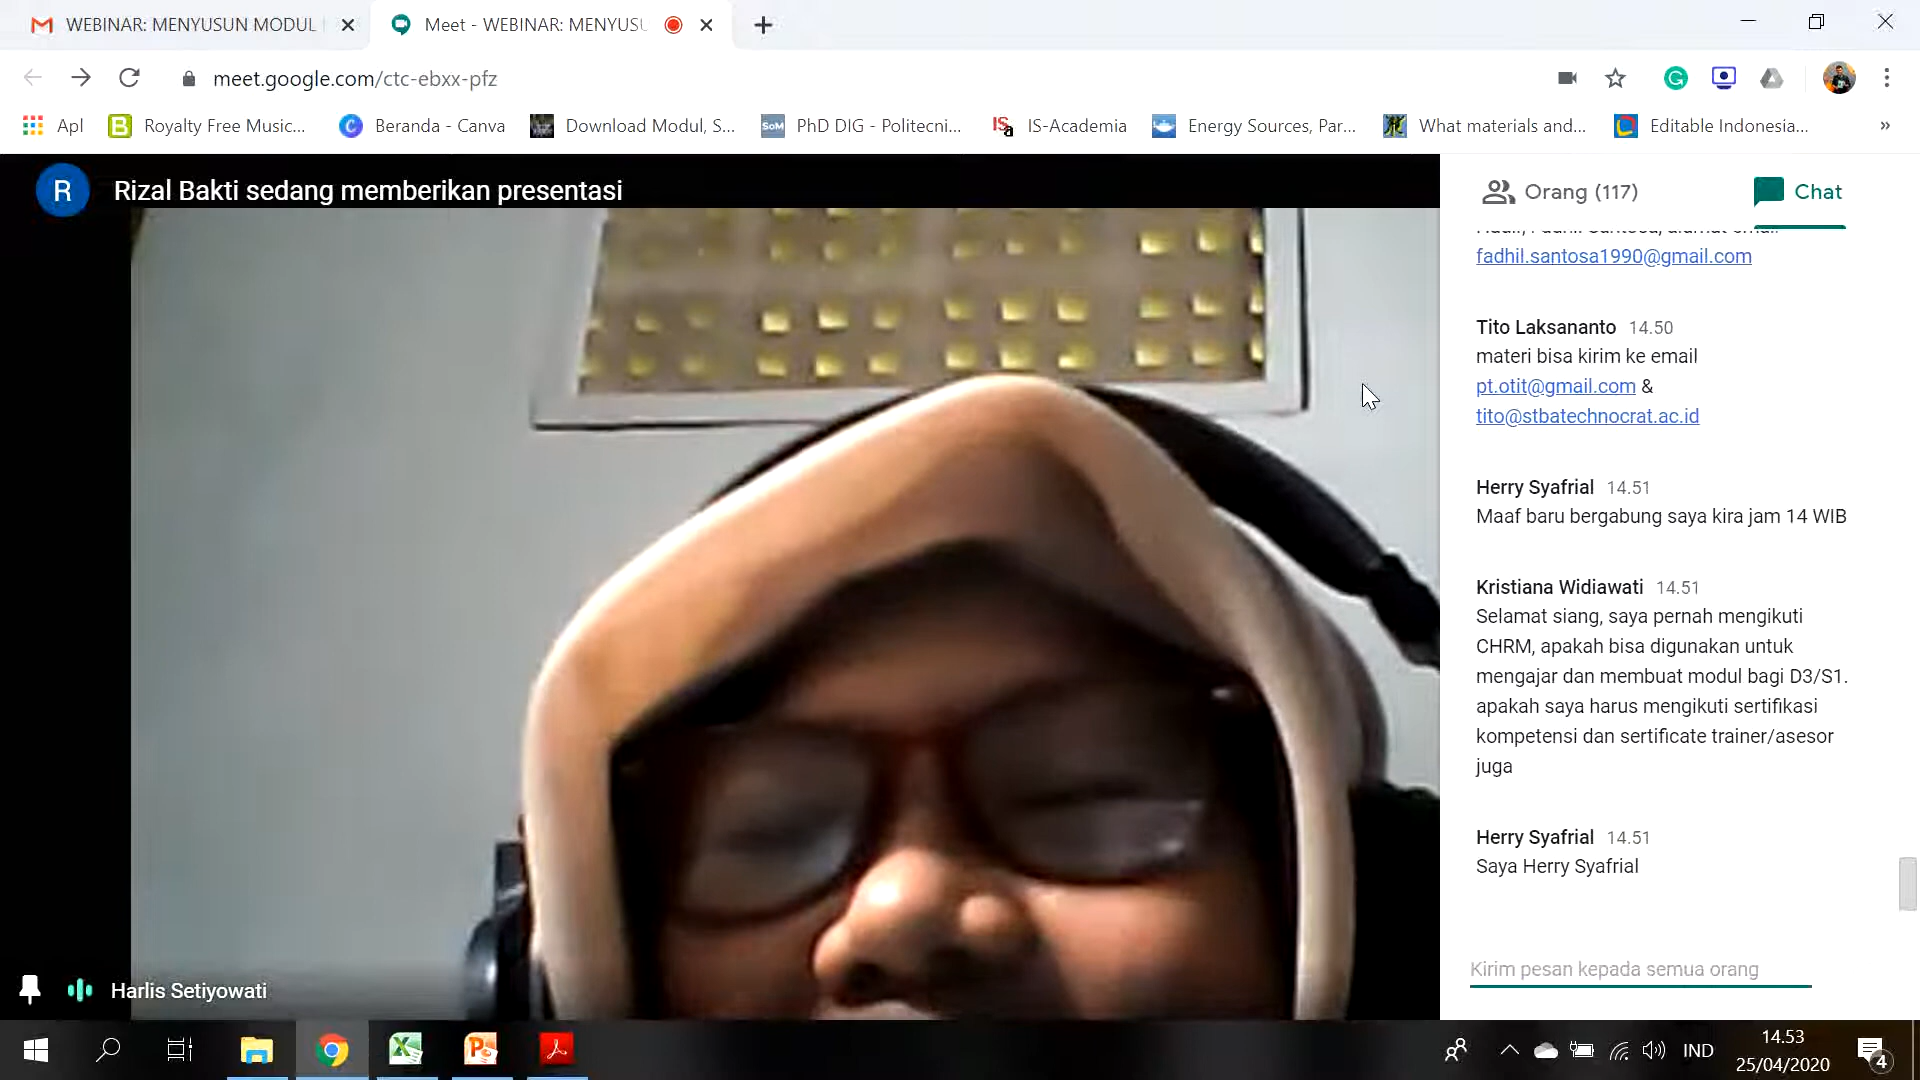 WEBINAR: MENYUSUN MODUL
Meet - WEBINAR: MENYUSU
meet.google.com/ctc-ebxx-pfz
Apl
Royalty Free Music...
Beranda - Canva
Download Modul, S...
SoM
PhD DIG - Politecni...
IS-Academia
Energy Sources, Par...
What materials and...
Editable Indonesia...
R
Rizal Bakti sedang memberikan presentasi
Orang (117)
Chat
fadhil.santosa1990@gmail.com
Tito Laksananto 14.50
materi bisa kirim ke email
pt.otit@gmail.com &
tito@stbatechnocrat.ac.id
Herry Syafrial 14.51
Maaf baru bergabung saya kira jam 14 WIB
Kristiana Widiawati 14.51
Selamat siang, saya pernah mengikuti
CHRM, apakah bisa digunakan untuk
mengajar dan membuat modul bagi D3/S1.
apakah saya harus mengikuti sertifikasi
kompetensi dan sertificate trainer/asesor
juga
Herry Syafrial 14.51
Saya Herry Syafrial
Kirim pesan kepada semua orang
Harlis Setiyowati
IND
14.53
25/04/2020
4